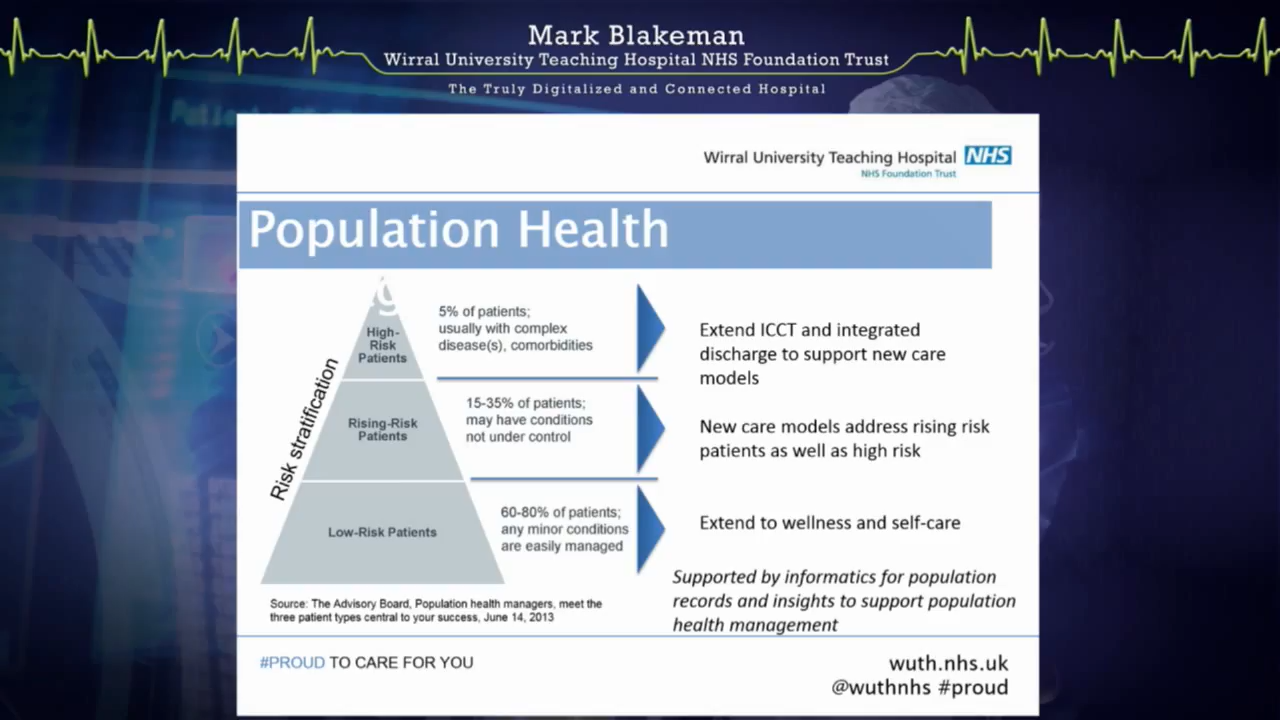 Mark Blakeman
Wirral University Teaching Hospital NHS Foundation Trust
The Truly Digitalized and Connected Hospital
Wirral University Teaching Hospital NHS
NHS Foundation Trust
Population Health
Risk stratification
High-
Risk
Patients
5% of patients;
usually with complex
disease(s), comorbidities
Extend ICCT and integrated
discharge to support new care
models
Rising-Risk
Patients
15-35% of patients;
may have conditions
not under control
New care models address rising risk
patients as well as high risk
Low-Risk Patients
60-80% of patients;
any minor conditions
are easily managed
Extend to wellness and self-care
Supported by informatics for population
records and insights to support population
health management
Source: The Advisory Board, Population health managers, meet the
three patient types central to your success, June 14, 2013
#PROUD TO CARE FOR YOU
wuth.nhs.uk
@wuthnhs #proud